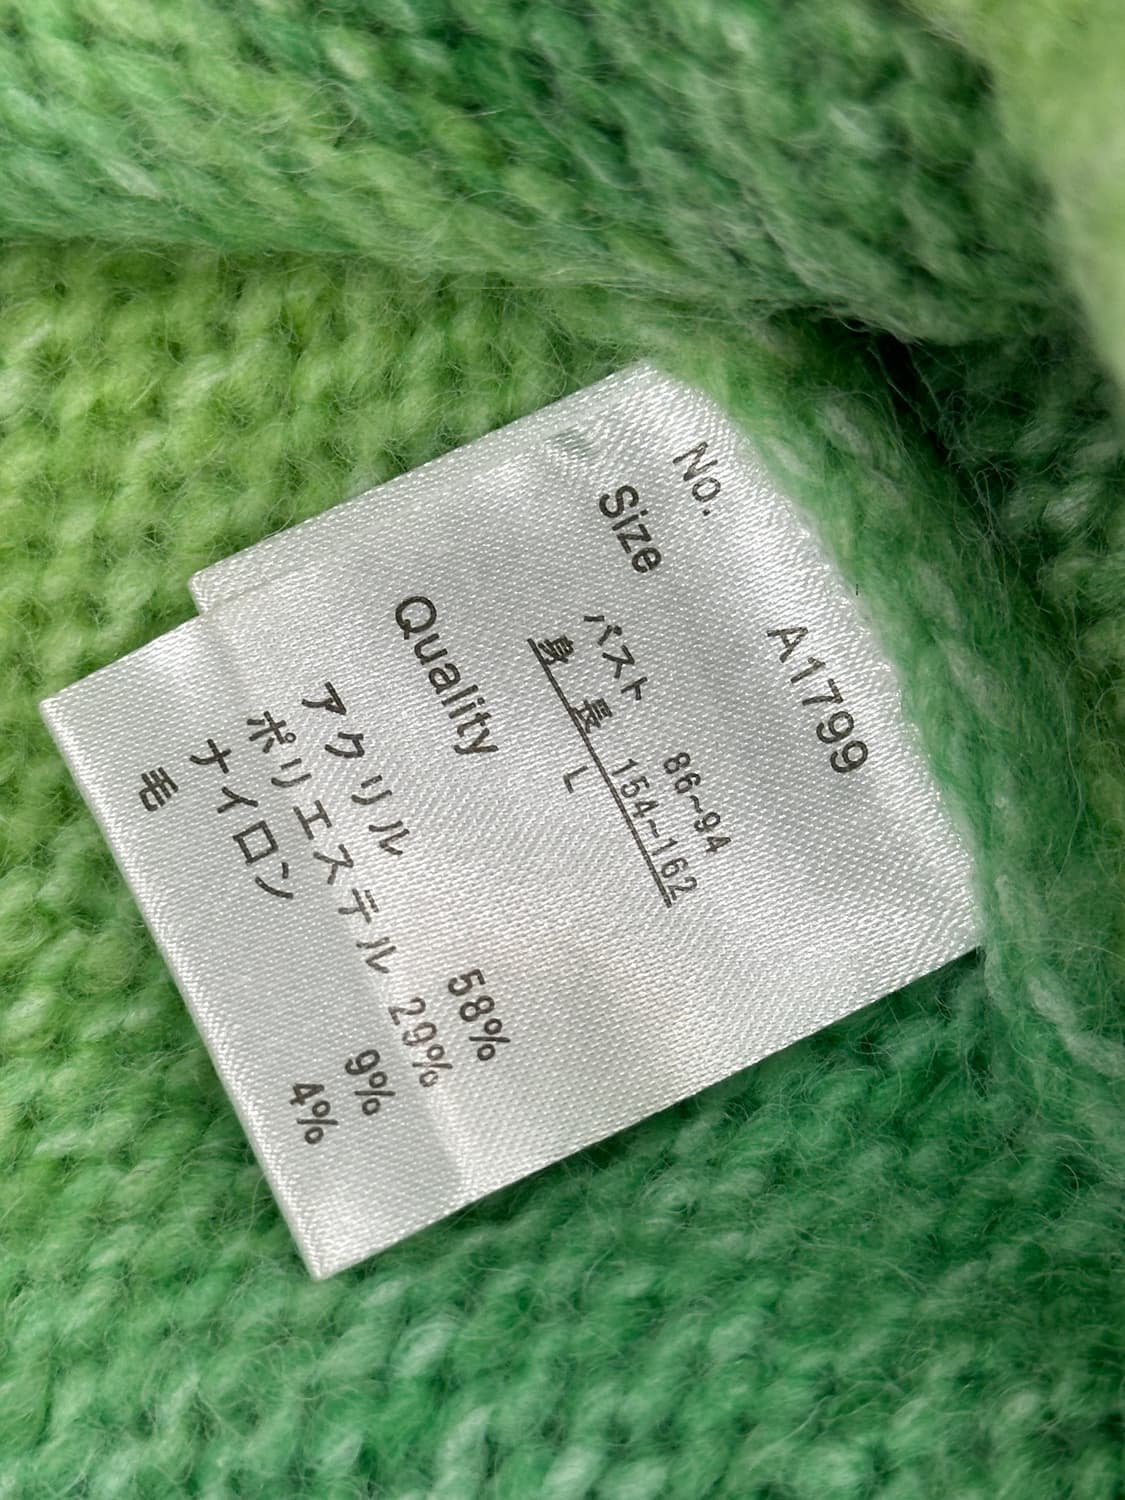 No. A1799
Size
バスト 86~94
身長 154~162
L
Quality
アクリル 58%
ポリエステル 29%
ナイロン 9%
毛 4%